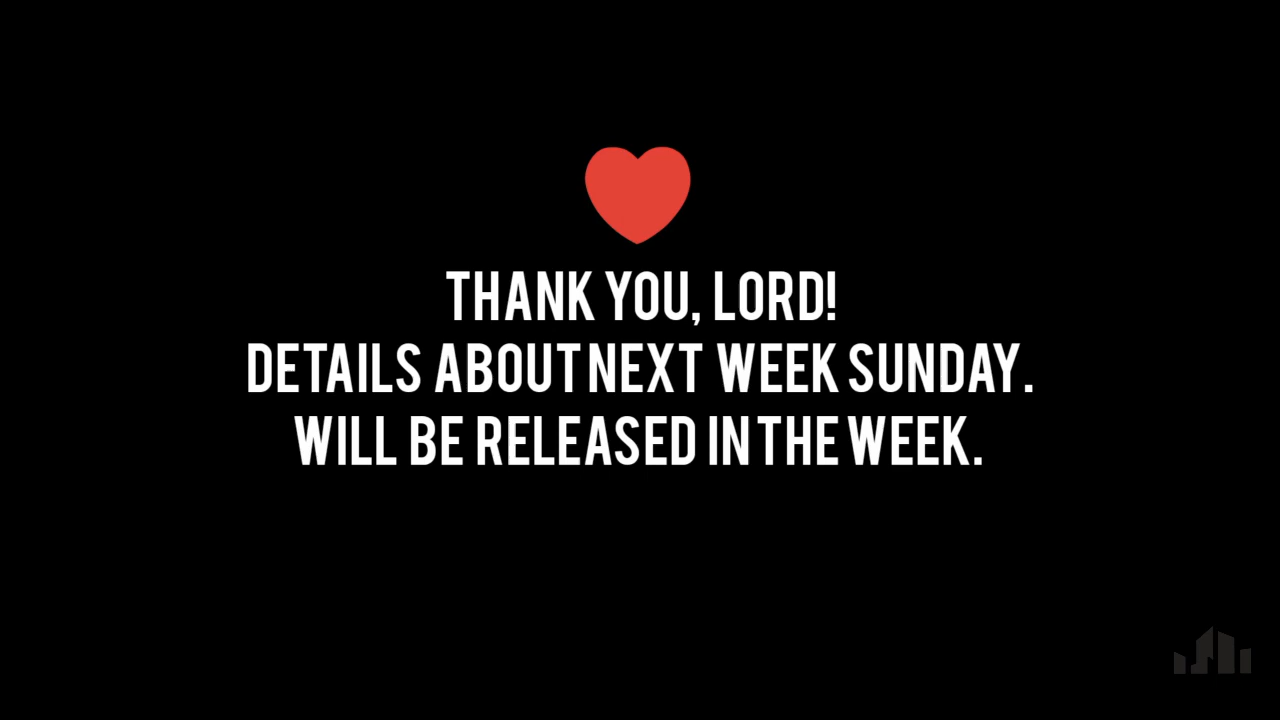 THANK YOU, LORD!
DETAILS ABOUT NEXT WEEK SUNDAY.
WILL BE RELEASED IN THE WEEK.